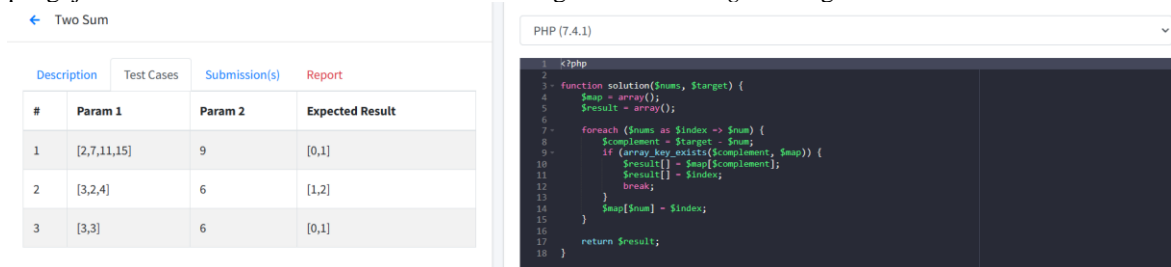 ← Two Sum
Description Test Cases Submission(s) Report
# Param 1 Param 2 Expected Result
1 [2,7,11,15] 9 [0,1]
2 [3,2,4] 6 [1,2]
3 [3,3] 6 [0,1]
PHP (7.4.1)
1 <?php
2
3 function solution($nums, $target) {
4 $map = array();
5 $result = array();
6
7 foreach ($nums as $index => $num) {
8 $complement = $target - $num;
9 if (array_key_exists($complement, $map)) {
10 $result[] = $map[$complement];
11 $result[] = $index;
12 break;
13 }
14 $map[$num] = $index;
15 }
16
17 return $result;
18 }